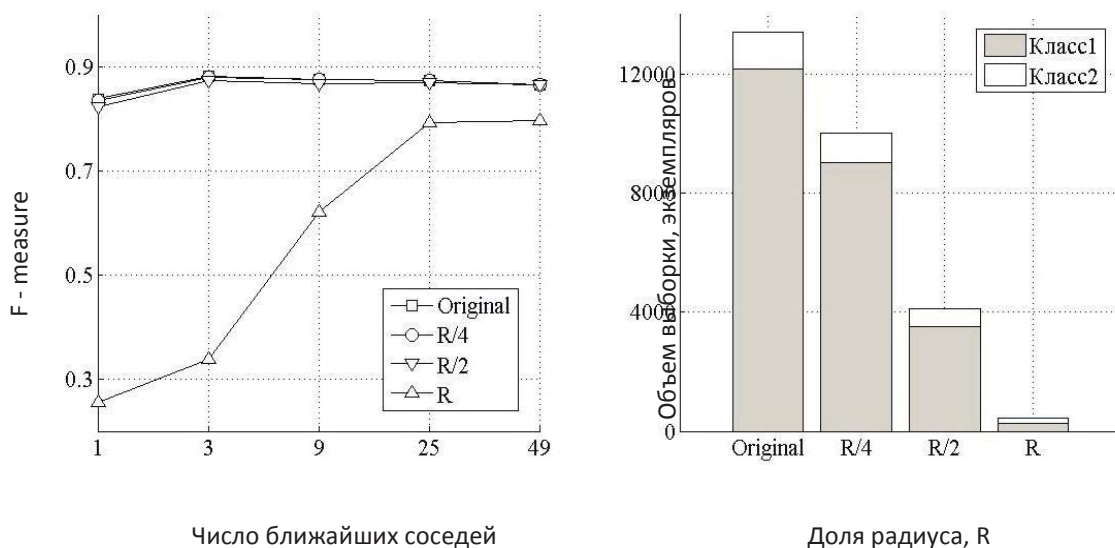 F - measure
0.9
0.7
0.5
0.3
1 3 9 25 49
Original
R/4
R/2
R
Число ближайших соседей
Объем выборки, экземпляров
12000
8000
4000
0
Original R/4 R/2 R
Класс1
Класс2
Доля радиуса, R